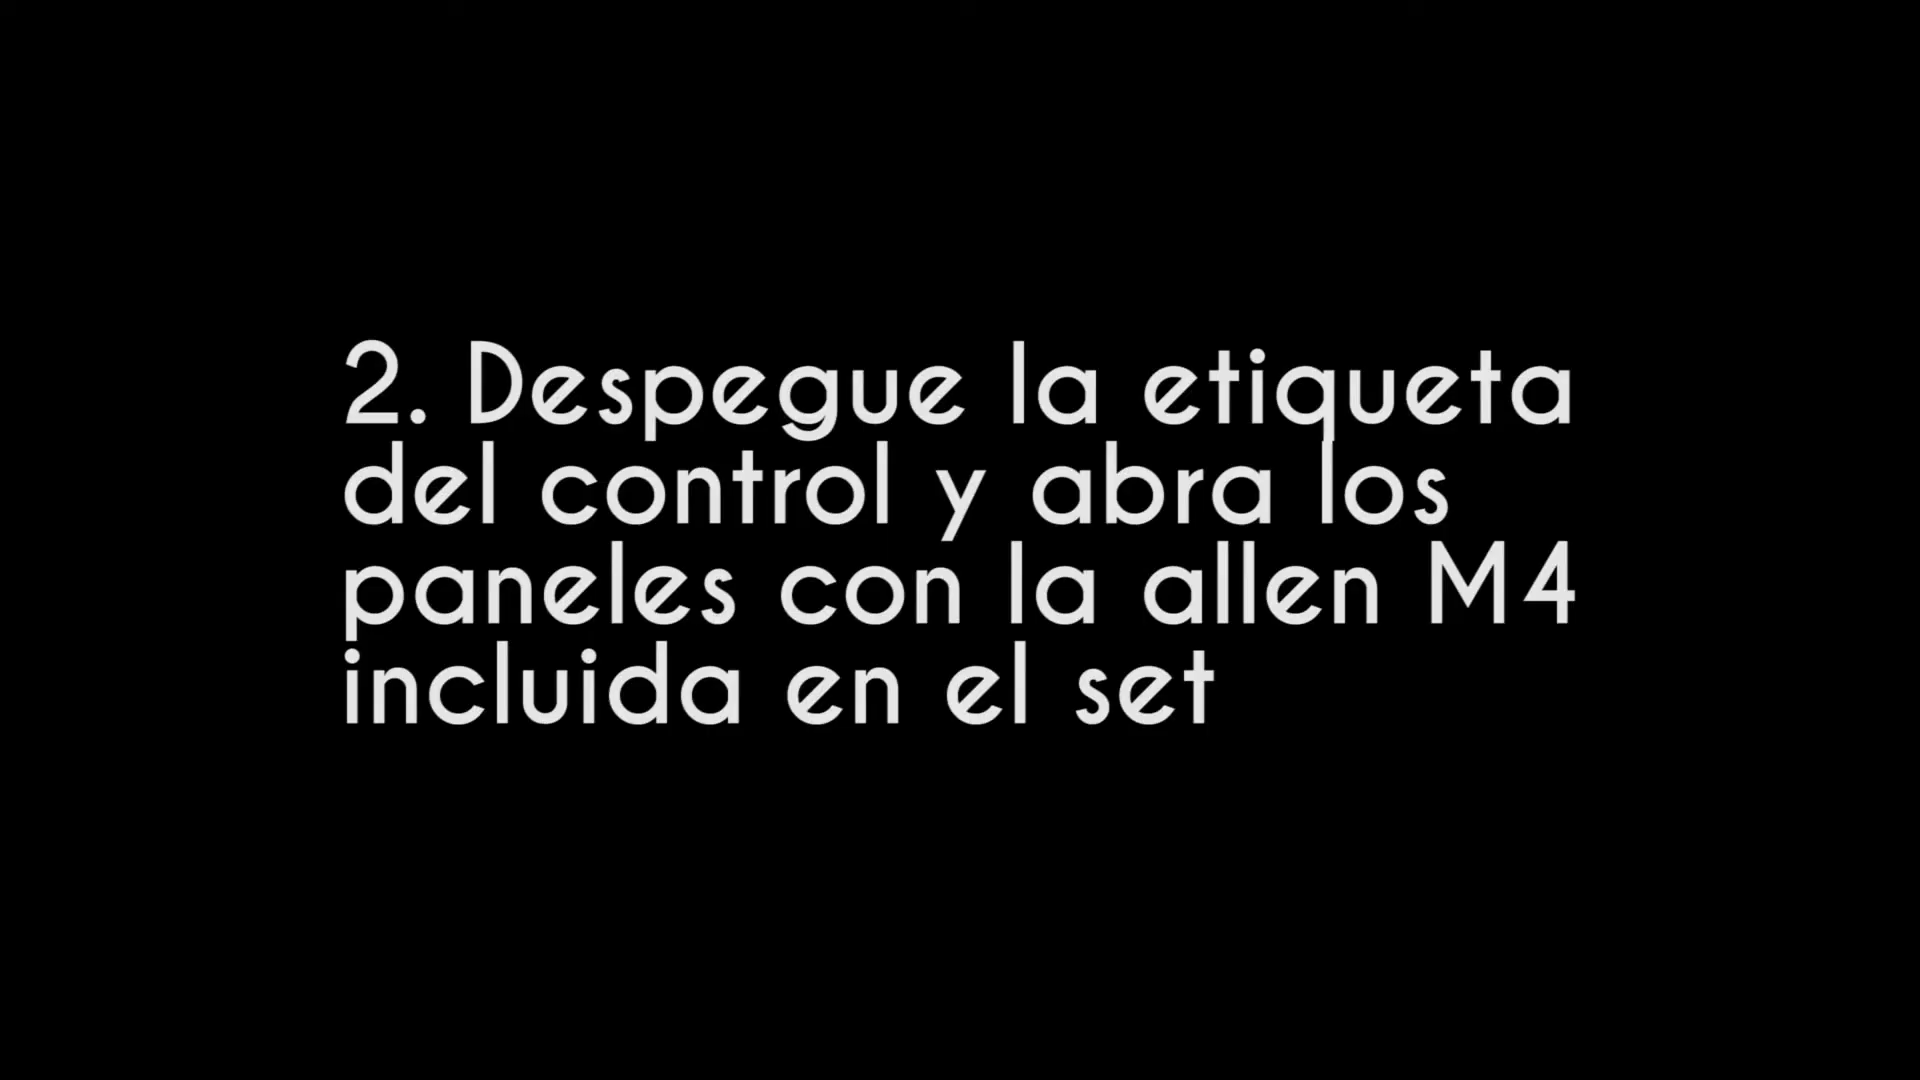 2. Despegue la etiqueta
del control y abra los
paneles con la allen M4
incluida en el set